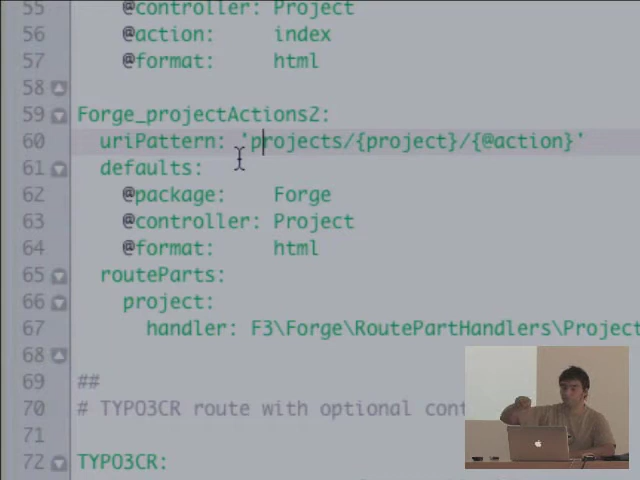 55 @controller: Project
56 @action: index
57 @format: html
58
59 Forge_projectActions2:
60 uriPattern: 'projects/{project}/{@action}'
61 defaults:
62 @package: Forge
63 @controller: Project
64 @format: html
65 routeParts:
66 project:
67 handler: F3\Forge\RoutePartHandlers\Project
68
69 ##
70 # TYPO3CR route with optional cont
71
72 TYPO3CR: